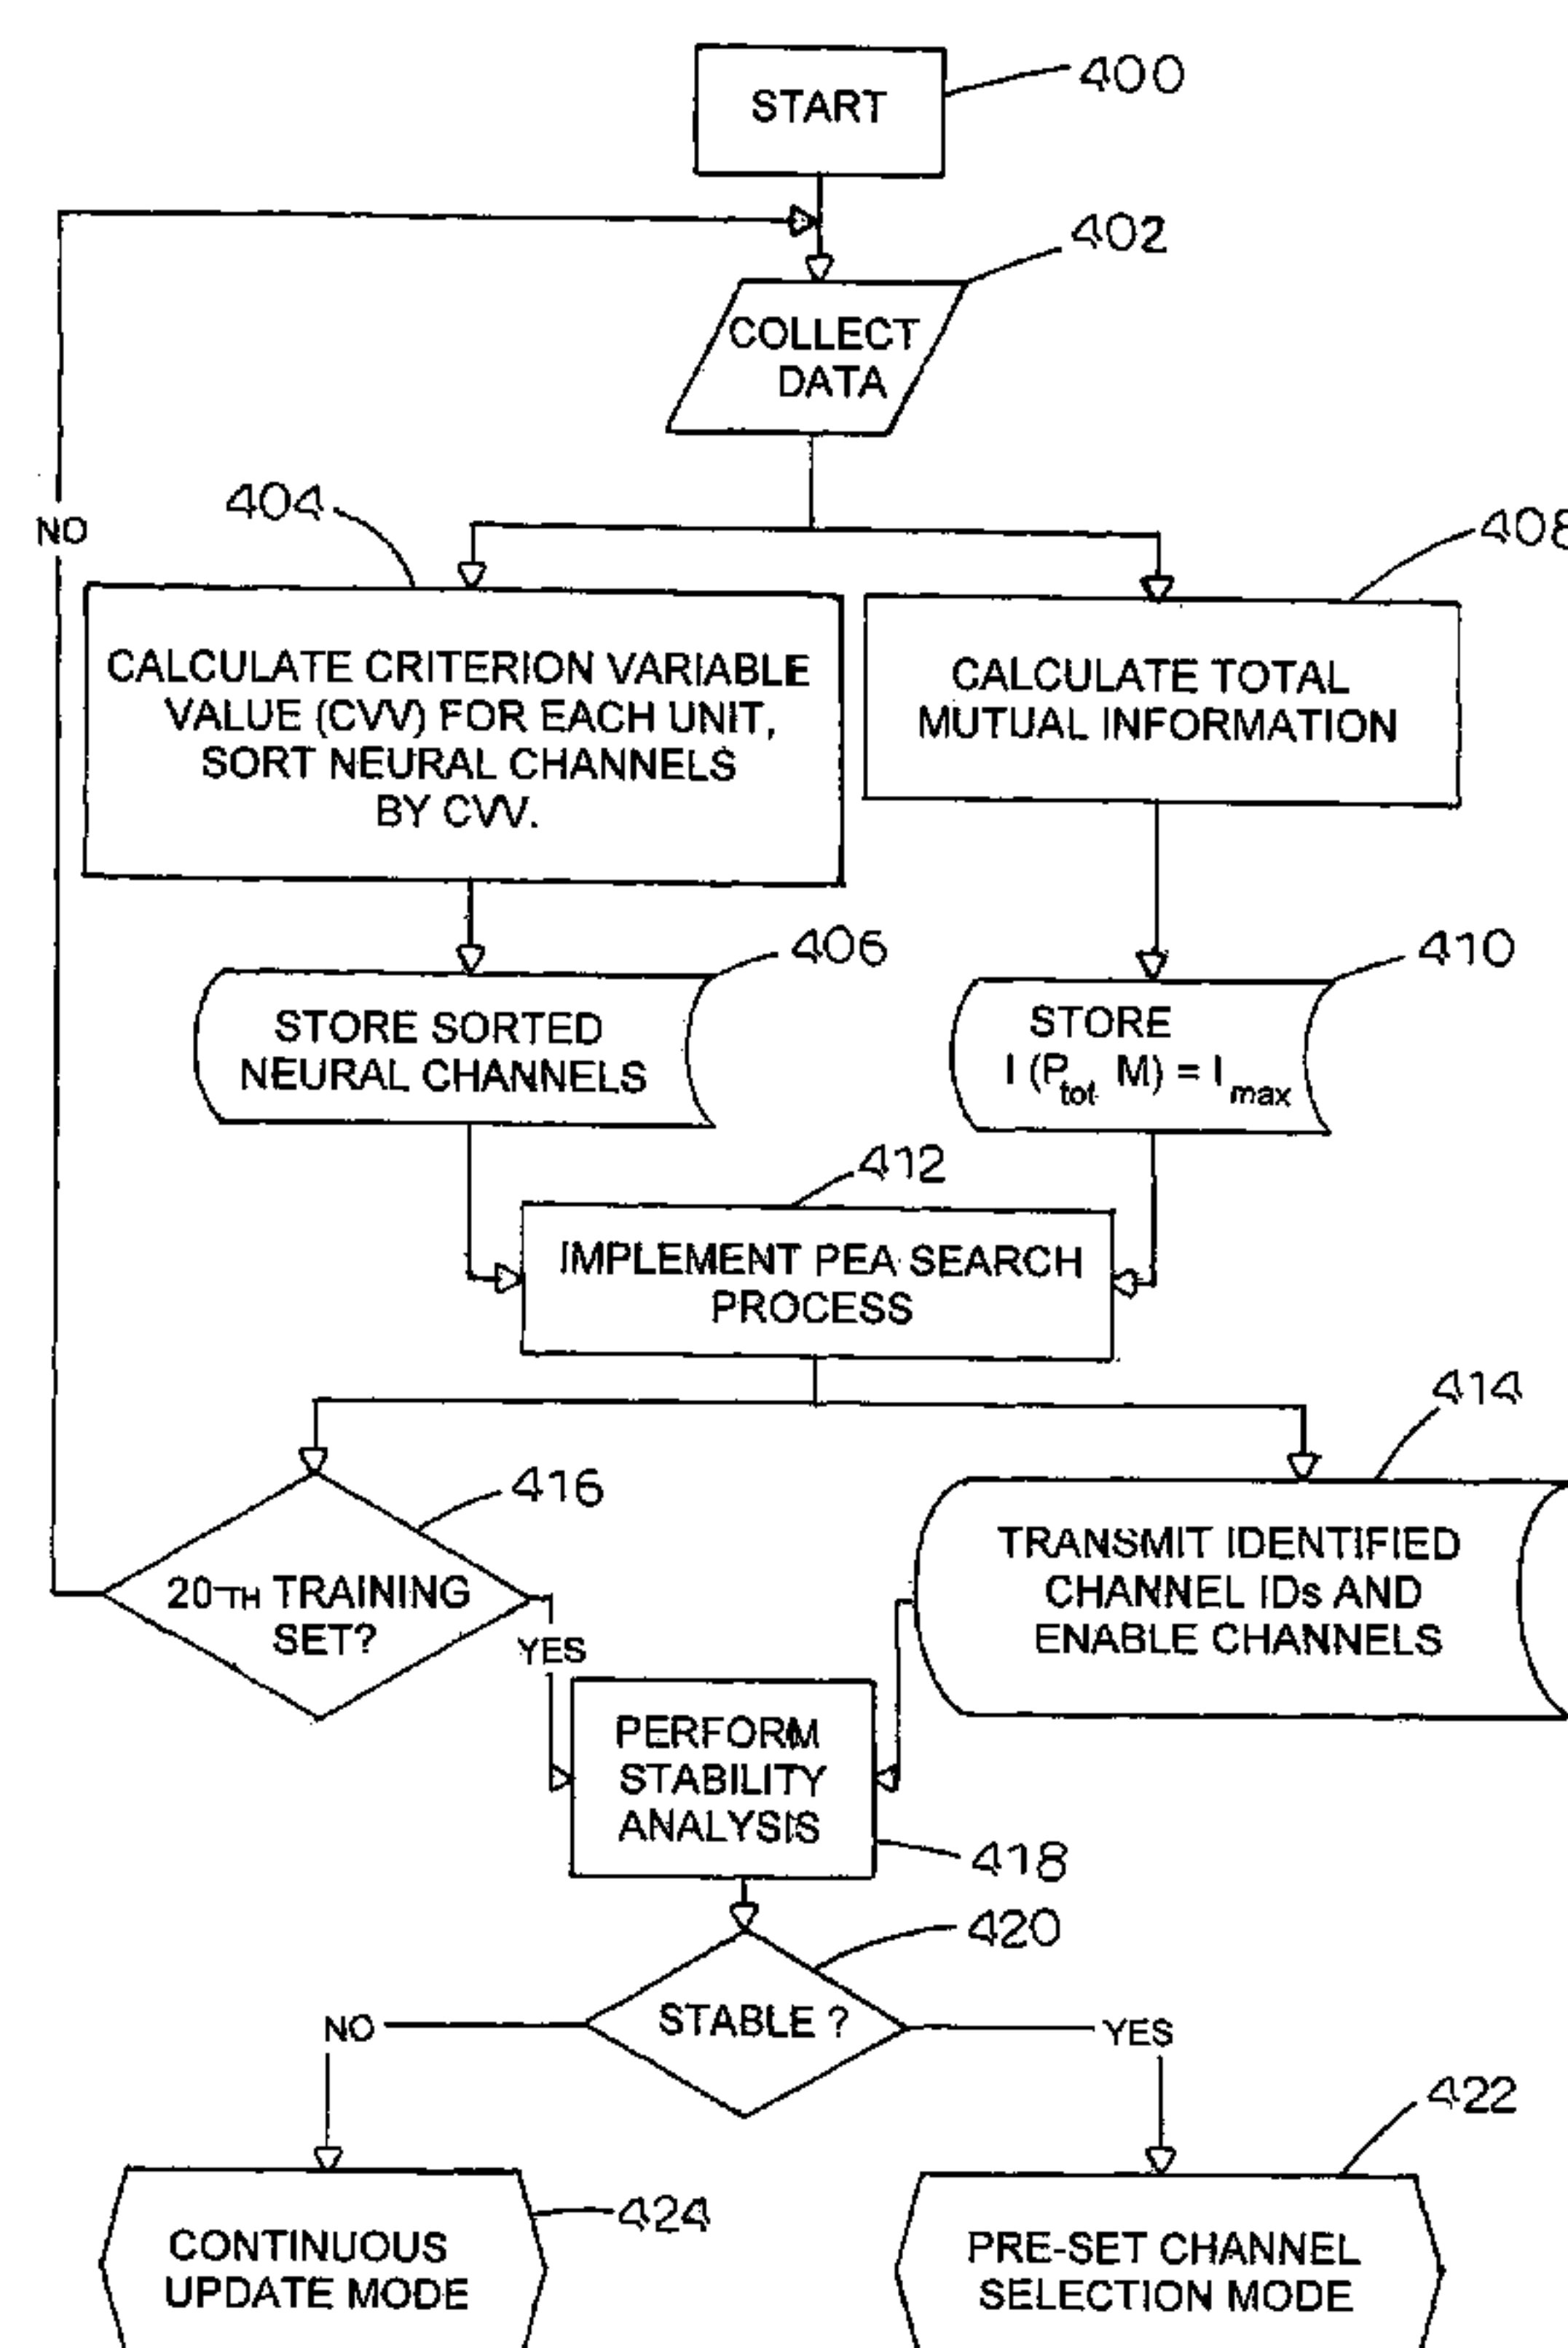 START
400
402
COLLECT
DATA
NO
404
408
CALCULATE CRITERION VARIABLE
VALUE (CVV) FOR EACH UNIT,
SORT NEURAL CHANNELS
BY CVV.
CALCULATE TOTAL
MUTUAL INFORMATION
406
410
STORE SORTED
NEURAL CHANNELS
STORE
I (P tot M) = I max
412
IMPLEMENT PEA SEARCH
PROCESS
414
416
20TH TRAINING
SET?
TRANSMIT IDENTIFIED
CHANNEL IDs AND
ENABLE CHANNELS
YES
PERFORM
STABILITY
ANALYSIS
418
420
STABLE ?
NO
YES
422
424
CONTINUOUS
UPDATE MODE
PRE-SET CHANNEL
SELECTION MODE